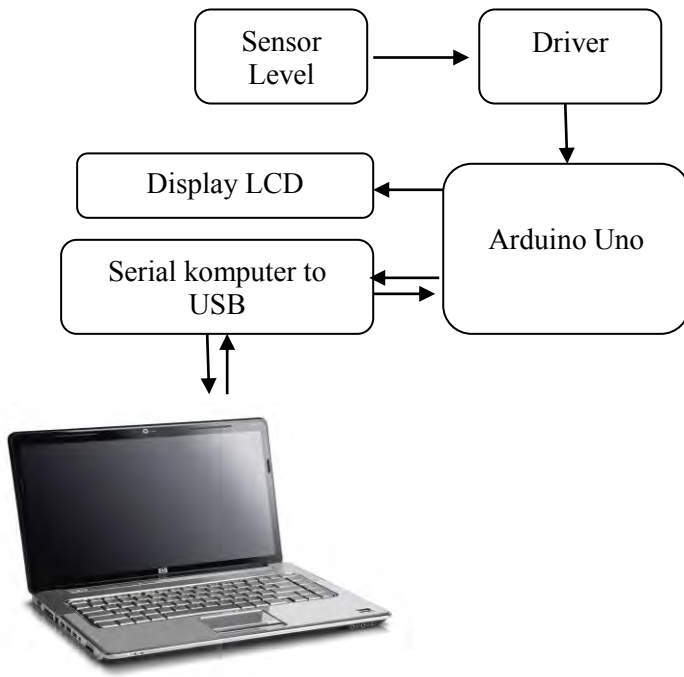 Sensor
Level
Driver
Display LCD
Arduino Uno
Serial komputer to
USB